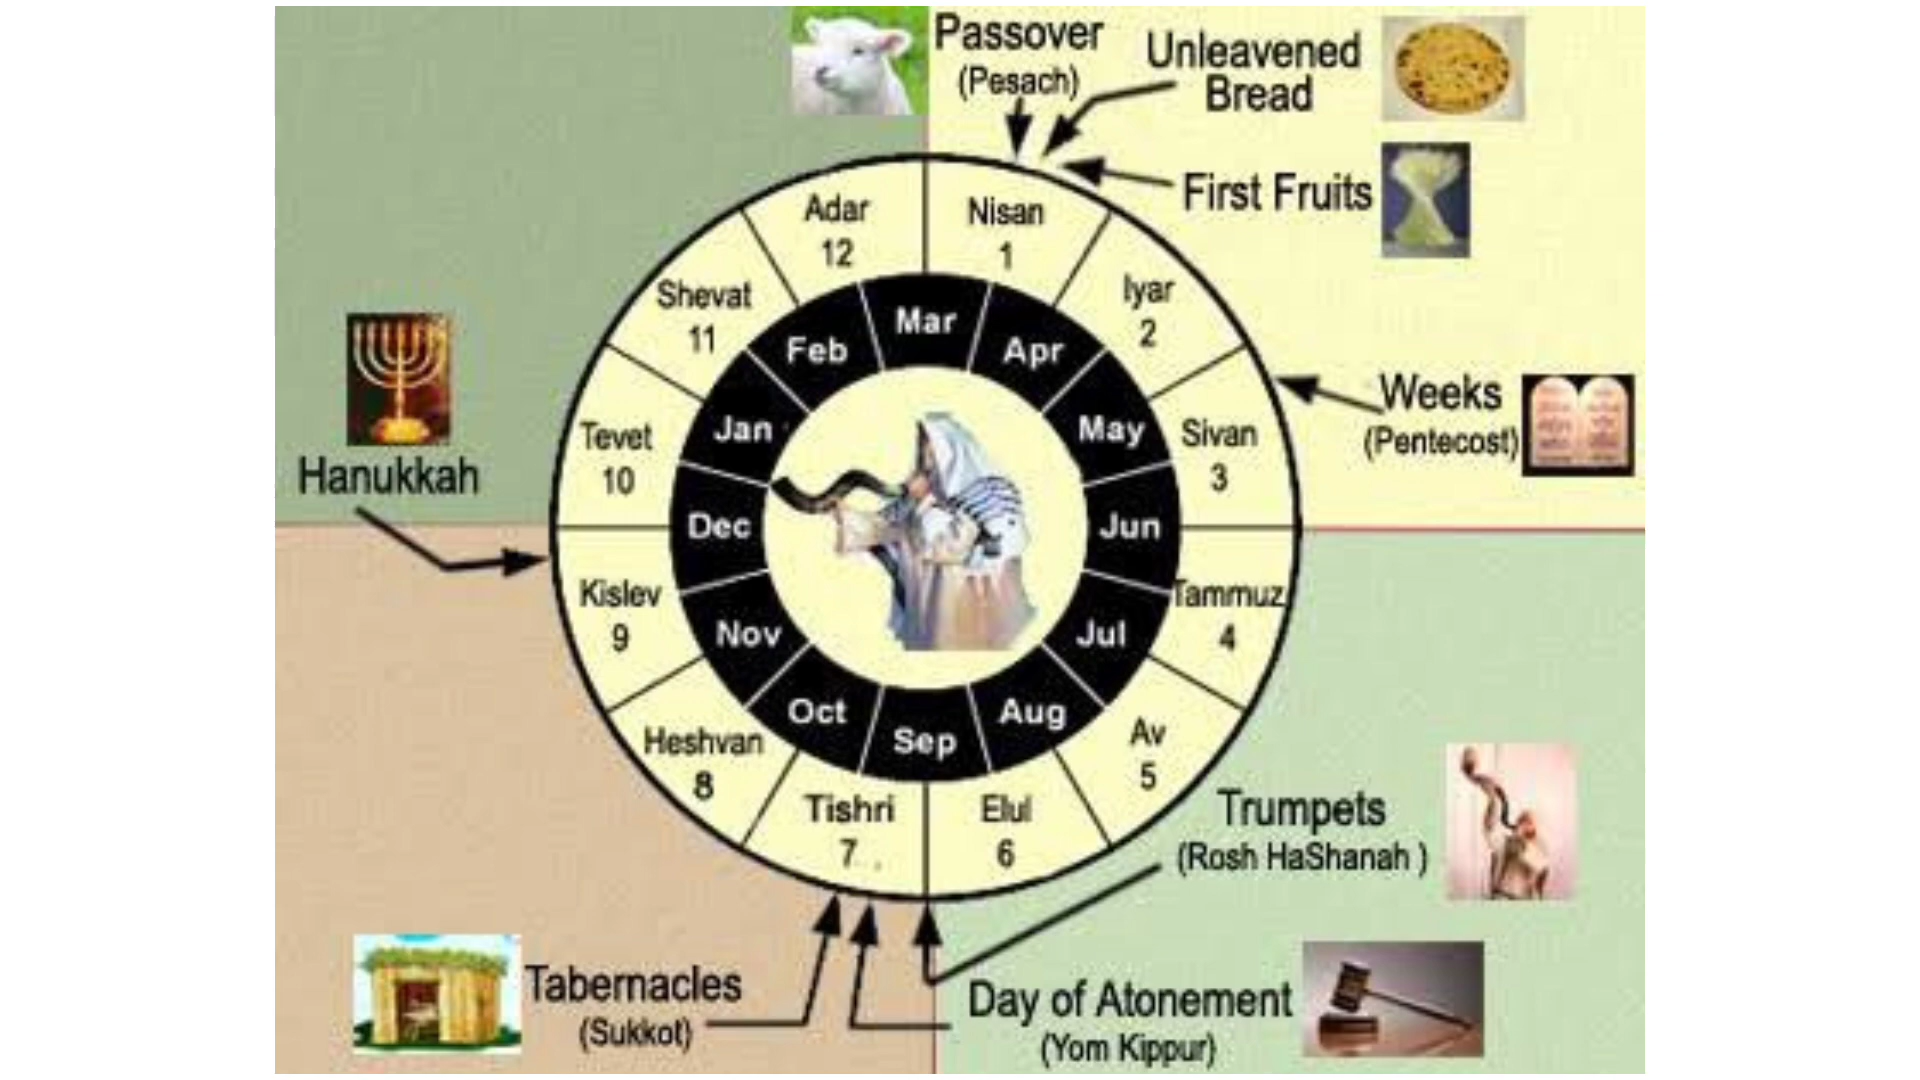 Passover
(Pesach)
Unleavened
Bread
First Fruits
Weeks
(Pentecost)
Trumpets
(Rosh HaShanah )
Day of Atonement
(Yom Kippur)
Tabernacles
(Sukkot)
Hanukkah
Nisan
1
Iyar
2
Sivan
3
Tammuz
4
Av
5
Elul
6
Tishri
7
Heshvan
8
Kislev
9
Tevet
10
Shevat
11
Adar
12
Mar
Apr
May
Jun
Jul
Aug
Sep
Oct
Nov
Dec
Jan
Feb